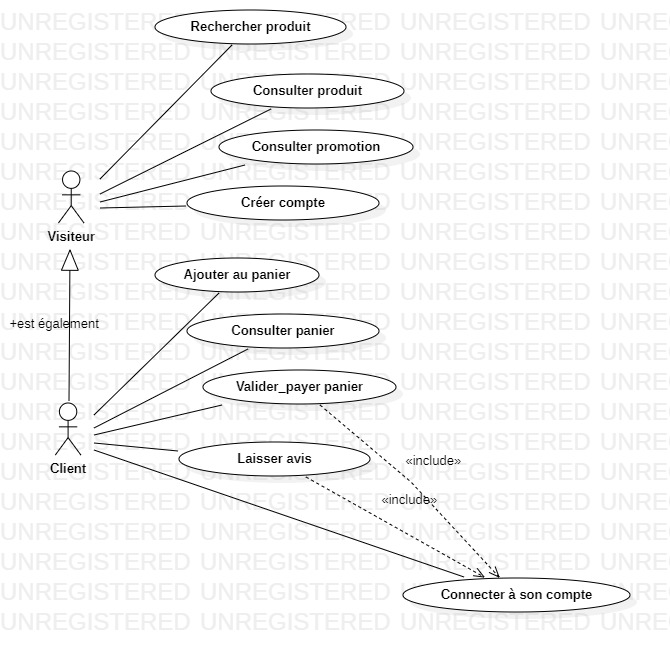 Rechercher produit
Consulter produit
Consulter promotion
Créer compte
Visiteur
Ajouter au panier
+est également
Consulter panier
Valider_payer panier
Client
Laisser avis
«include»
«include»
Connecter à son compte
UNREGISTERED